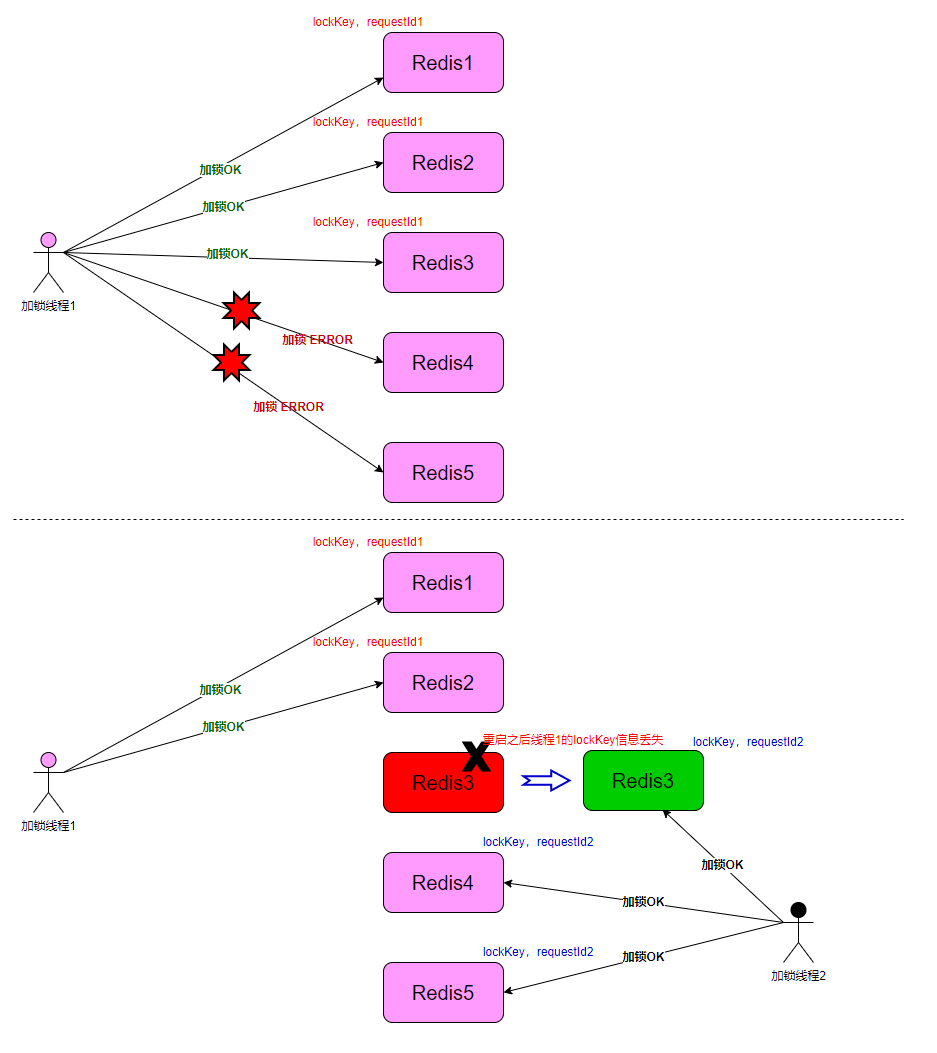 lockKey，requestId1
Redis1
lockKey，requestId1
加锁OK
Redis2
加锁OK
lockKey，requestId1
加锁OK
Redis3
加锁线程1
加锁 ERROR
Redis4
加锁 ERROR
Redis5
lockKey，requestId1
Redis1
lockKey，requestId1
加锁OK
Redis2
加锁OK
重启之后线程1的lockKey信息丢失
lockKey，requestId2
Redis3
Redis3
加锁线程1
lockKey，requestId2
加锁OK
Redis4
加锁OK
lockKey，requestId2
加锁OK
加锁线程2
Redis5